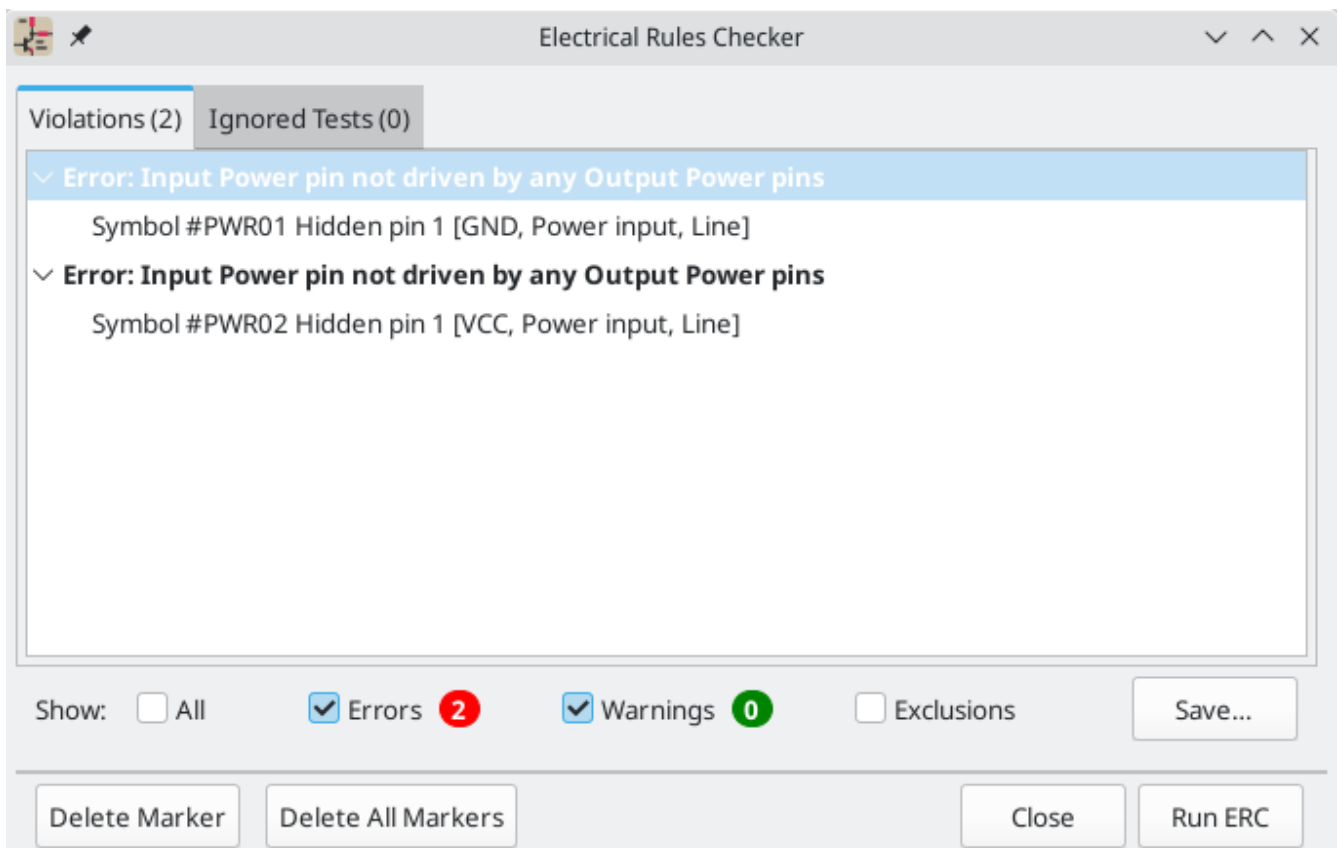 Electrical Rules Checker
Violations (2) Ignored Tests (0)
Error: Input Power pin not driven by any Output Power pins
Symbol #PWR01 Hidden pin 1 [GND, Power input, Line]
Error: Input Power pin not driven by any Output Power pins
Symbol #PWR02 Hidden pin 1 [VCC, Power input, Line]
Show: All Errors 2 Warnings 0 Exclusions Save...
Delete Marker Delete All Markers Close Run ERC